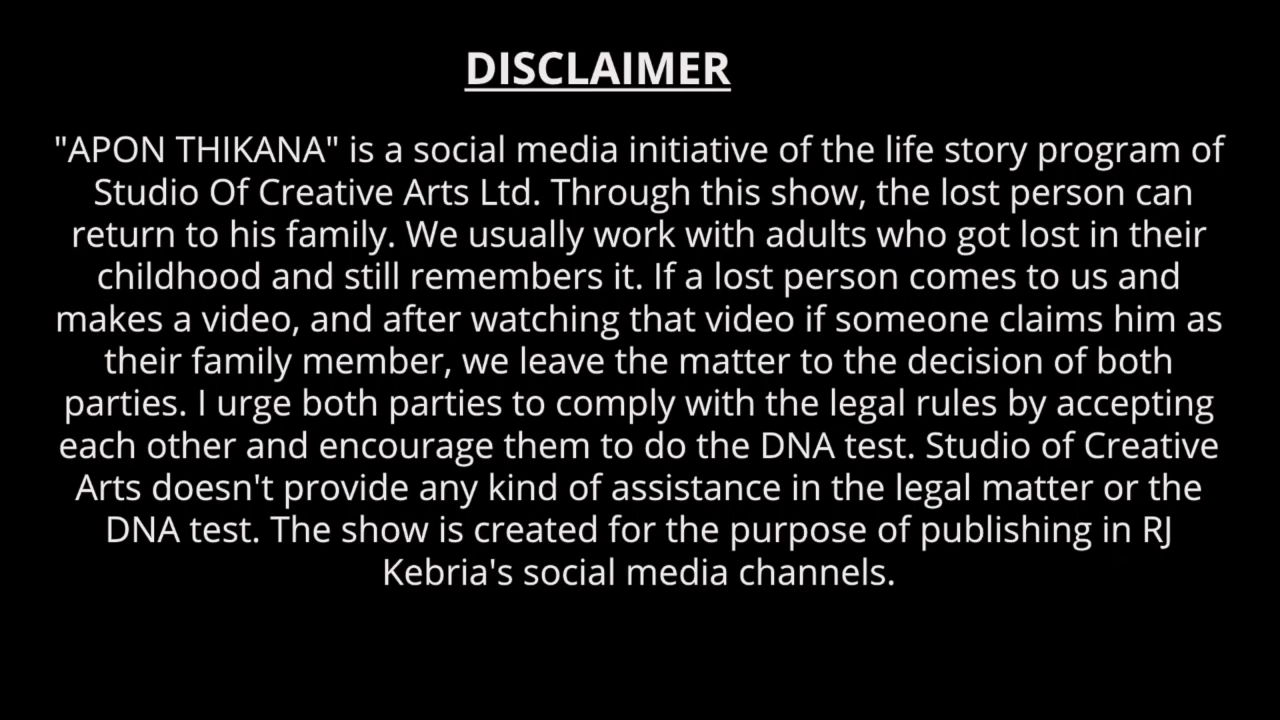 DISCLAIMER
"APON THIKANA" is a social media initiative of the life story program of
Studio Of Creative Arts Ltd. Through this show, the lost person can
return to his family. We usually work with adults who got lost in their
childhood and still remembers it. If a lost person comes to us and
makes a video, and after watching that video if someone claims him as
their family member, we leave the matter to the decision of both
parties. I urge both parties to comply with the legal rules by accepting
each other and encourage them to do the DNA test. Studio of Creative
Arts doesn't provide any kind of assistance in the legal matter or the
DNA test. The show is created for the purpose of publishing in RJ
Kebria's social media channels.